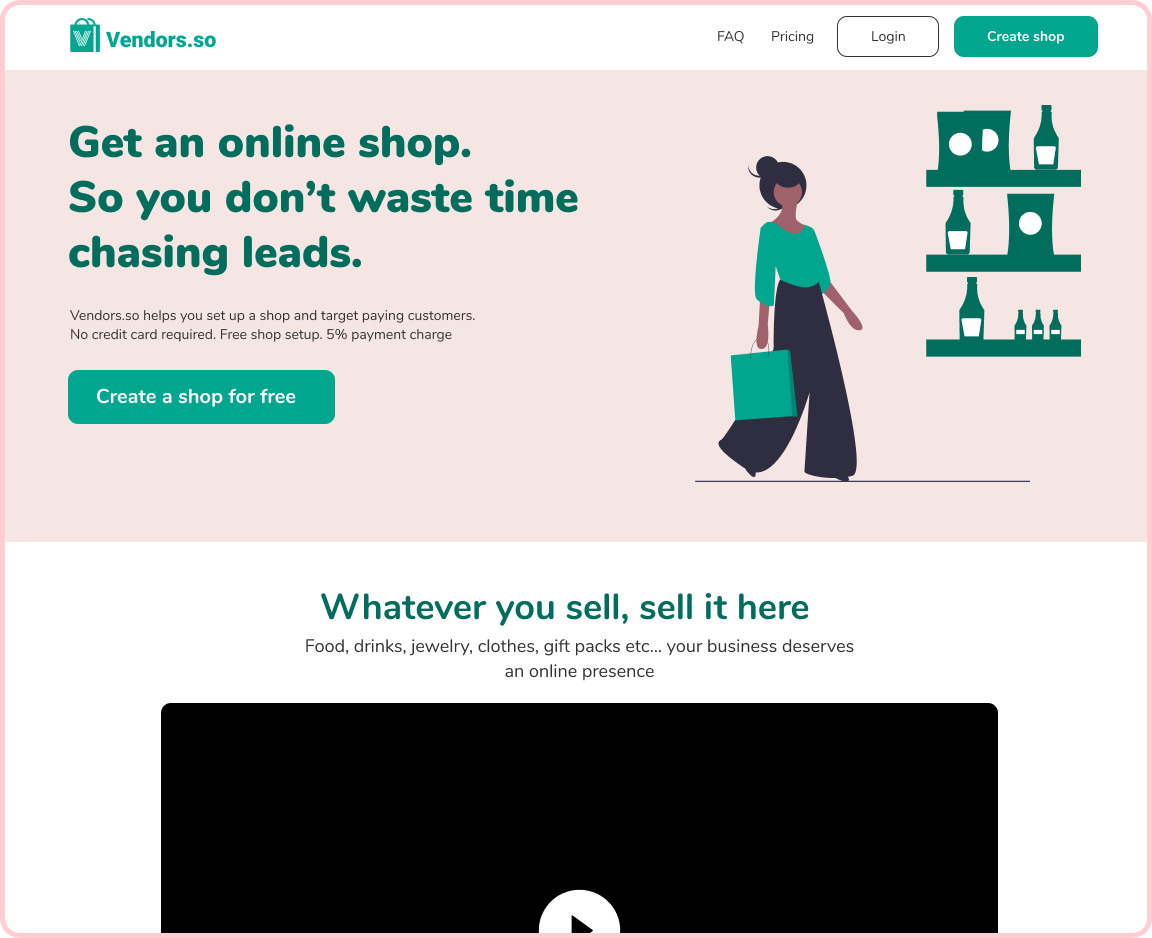 Vendors.so
FAQ
Pricing
Login
Create shop
Get an online shop.
So you don’t waste time
chasing leads.
Vendors.so helps you set up a shop and target paying customers.
No credit card required. Free shop setup. 5% payment charge
Create a shop for free
Whatever you sell, sell it here
Food, drinks, jewelry, clothes, gift packs etc... your business deserves
an online presence